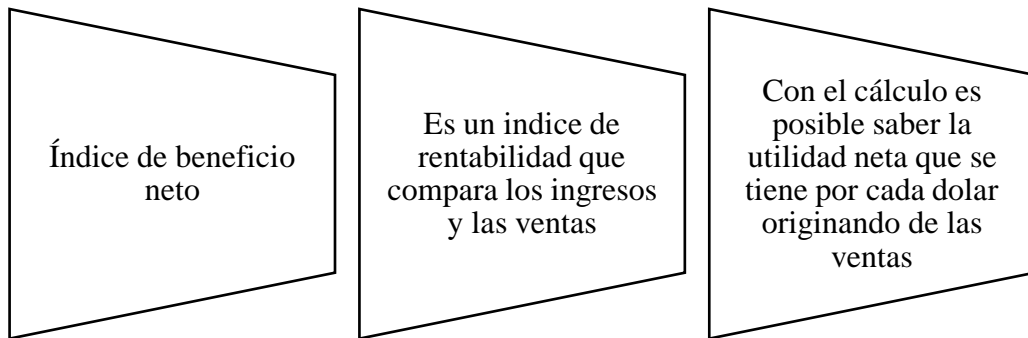 Índice de beneficio
neto
Es un indice de
rentabilidad que
compara los ingresos
y las ventas
Con el cálculo es
posible saber la
utilidad neta que se
tiene por cada dolar
originando de las
ventas